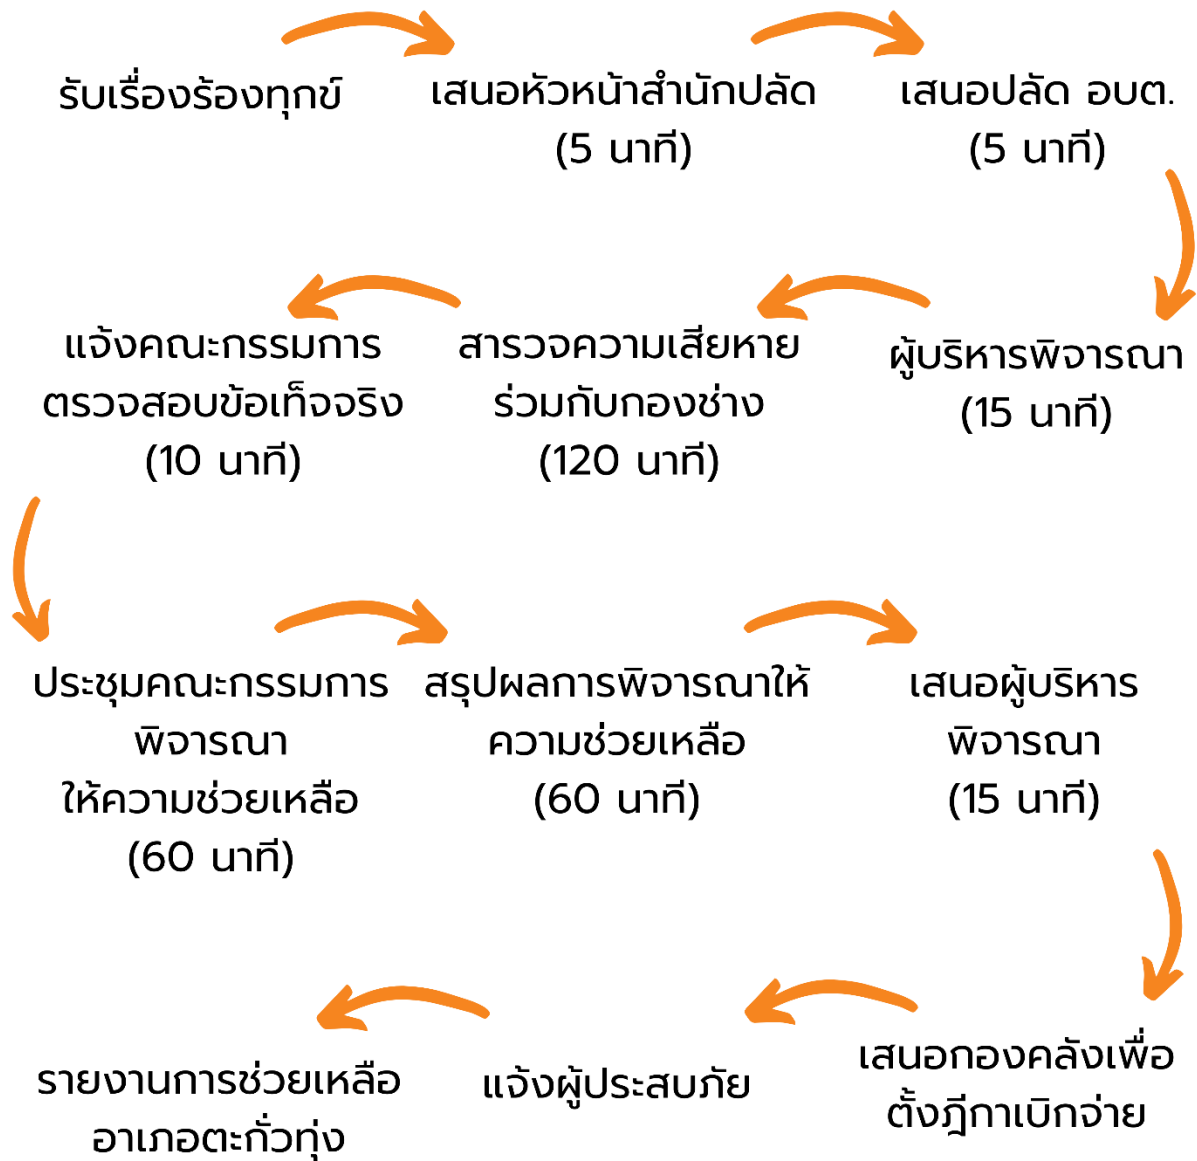 รับเรื่องร้องทุกข์
เสนอหัวหน้าสำนักปลัด
(5 นาที)
เสนอปลัด อบต.
(5 นาที)
ผู้บริหารพิจารณา
(15 นาที)
สารวจความเสียหาย
ร่วมกับกองช่าง
(120 นาที)
แจ้งคณะกรรมการ
ตรวจสอบข้อเท็จจริง
(10 นาที)
ประชุมคณะกรรมการ
พิจารณา
ให้ความช่วยเหลือ
(60 นาที)
สรุปผลการพิจารณาให้
ความช่วยเหลือ
(60 นาที)
เสนอผู้บริหาร
พิจารณา
(15 นาที)
เสนอกองคลังเพื่อ
ตั้งฎีกาเบิกจ่าย
แจ้งผู้ประสบภัย
รายงานการช่วยเหลือ
อาเภอตะกั่วทุ่ง